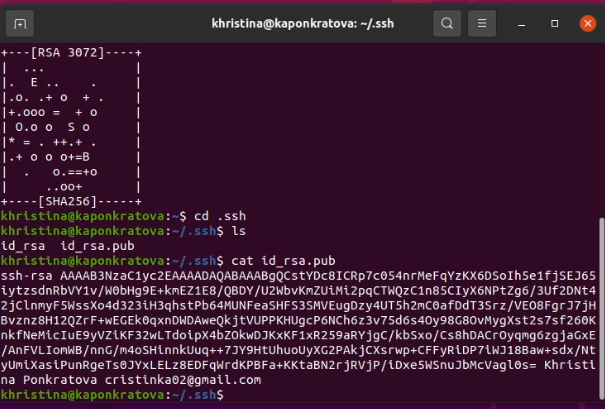 khristina@kaponkratova: ~/.ssh
+---[RSA 3072]----+
|  ...            |
|.  E ..    .     |
|.o. .+ o  + .    |
|+.ooo =  + o     |
| O.o o  S o      |
|* = . ++.+ .     |
|.+ o o o+=B      |
|  .   o.==+o     |
|     ..oo+       |
+----[SHA256]-----+
khristina@kaponkratova:~$ cd .ssh
khristina@kaponkratova:~/.ssh$ ls
id_rsa  id_rsa.pub
khristina@kaponkratova:~/.ssh$ cat id_rsa.pub
ssh-rsa AAAAB3NzaC1yc2EAAAADAQABAAABgQCstYDc8ICRp7c054nrMeFqYzKX6DSoIh5e1fjSEJ65
iytzsdnRbVY1v/W0bHg9E+kmEZ1E8/QBDY/U2WbvKmZUiMi2pqCTWQzC1n85CIyX6NPtZg6/3Uf2DNt4
2jClnmyF5WssXo4d323iH3qhstPb64MUNFeaSHFS3SMVEugDzy4UT5h2mC0afDdT3Srz/VEO8FgrJ7jH
Bvznz8H12QZrF+wEGEk0qxnDWDAweQkjtVUPPKHUgcP6NCh6z3v75d6s4Oy98G8OvMygXst2s7sf260K
nkfNeMicIuE9yVZiKF32wLTdoipX4bZOkwDJKxKF1xR259aRYjgC/kbSxo/Cs8hDACrOyqmg6zgjaGxE
/AnFVLIomWB/nnG/m4oSHinnkUuq++7JY9HtUhuoUyXG2PAkjCXsrwp+CFFyRiDP7iWJ18Baw+sdx/Nt
yUmiXasiPunRgeTs0JYxLELz8EDFqWrdKPBFa+KKtaBN2rjRVjP/iDxe5WSnuJbMcVagl0s= Khristi
na Ponkratova cristinka02@gmail.com
khristina@kaponkratova:~/.ssh$